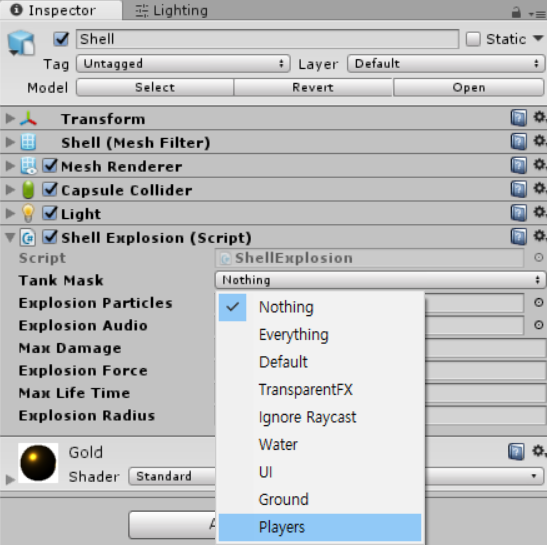 Inspector Lighting
Shell Static
Tag Untagged Layer Default
Model Select Revert Open
Transform
Shell (Mesh Filter)
Mesh Renderer
Capsule Collider
Light
Shell Explosion (Script)
Script ShellExplosion
Tank Mask Nothing
Explosion Particles
Explosion Audio
Max Damage
Explosion Force
Max Life Time
Explosion Radius
Nothing
Everything
Default
TransparentFX
Ignore Raycast
Water
UI
Ground
Players
Gold
Shader Standard
A